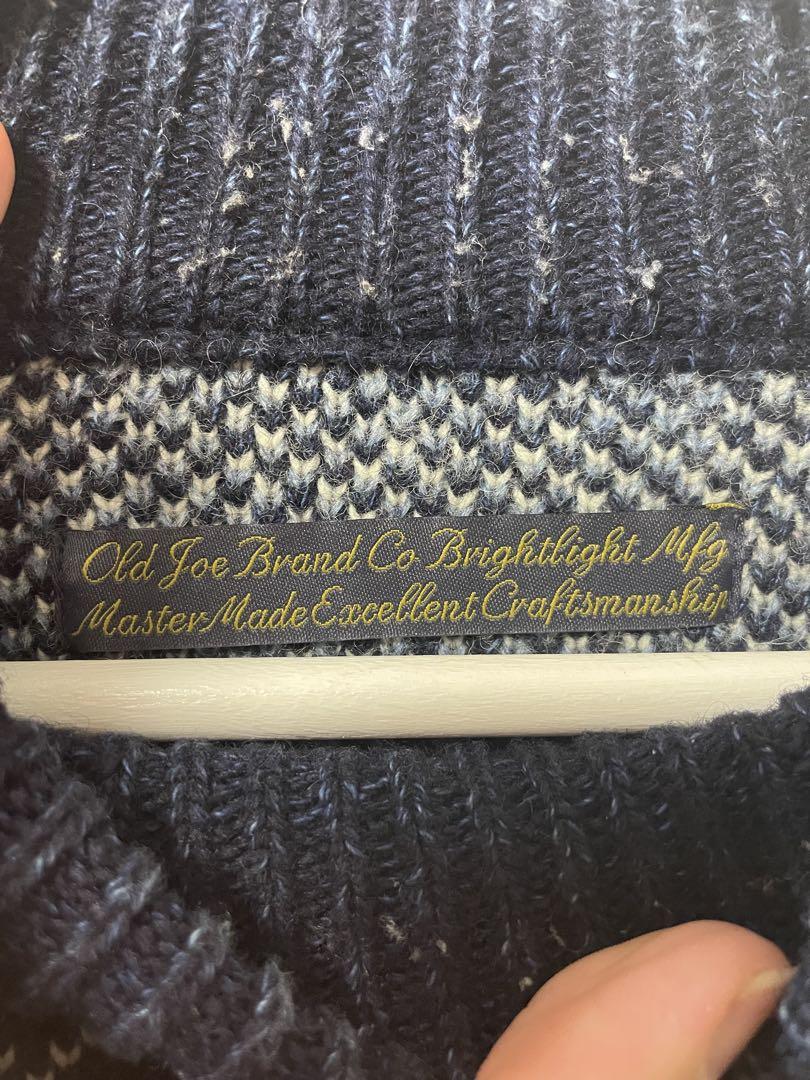 Old Joe Brand Co Brightlight Mfg
Master Made Excellent Craftsmanship